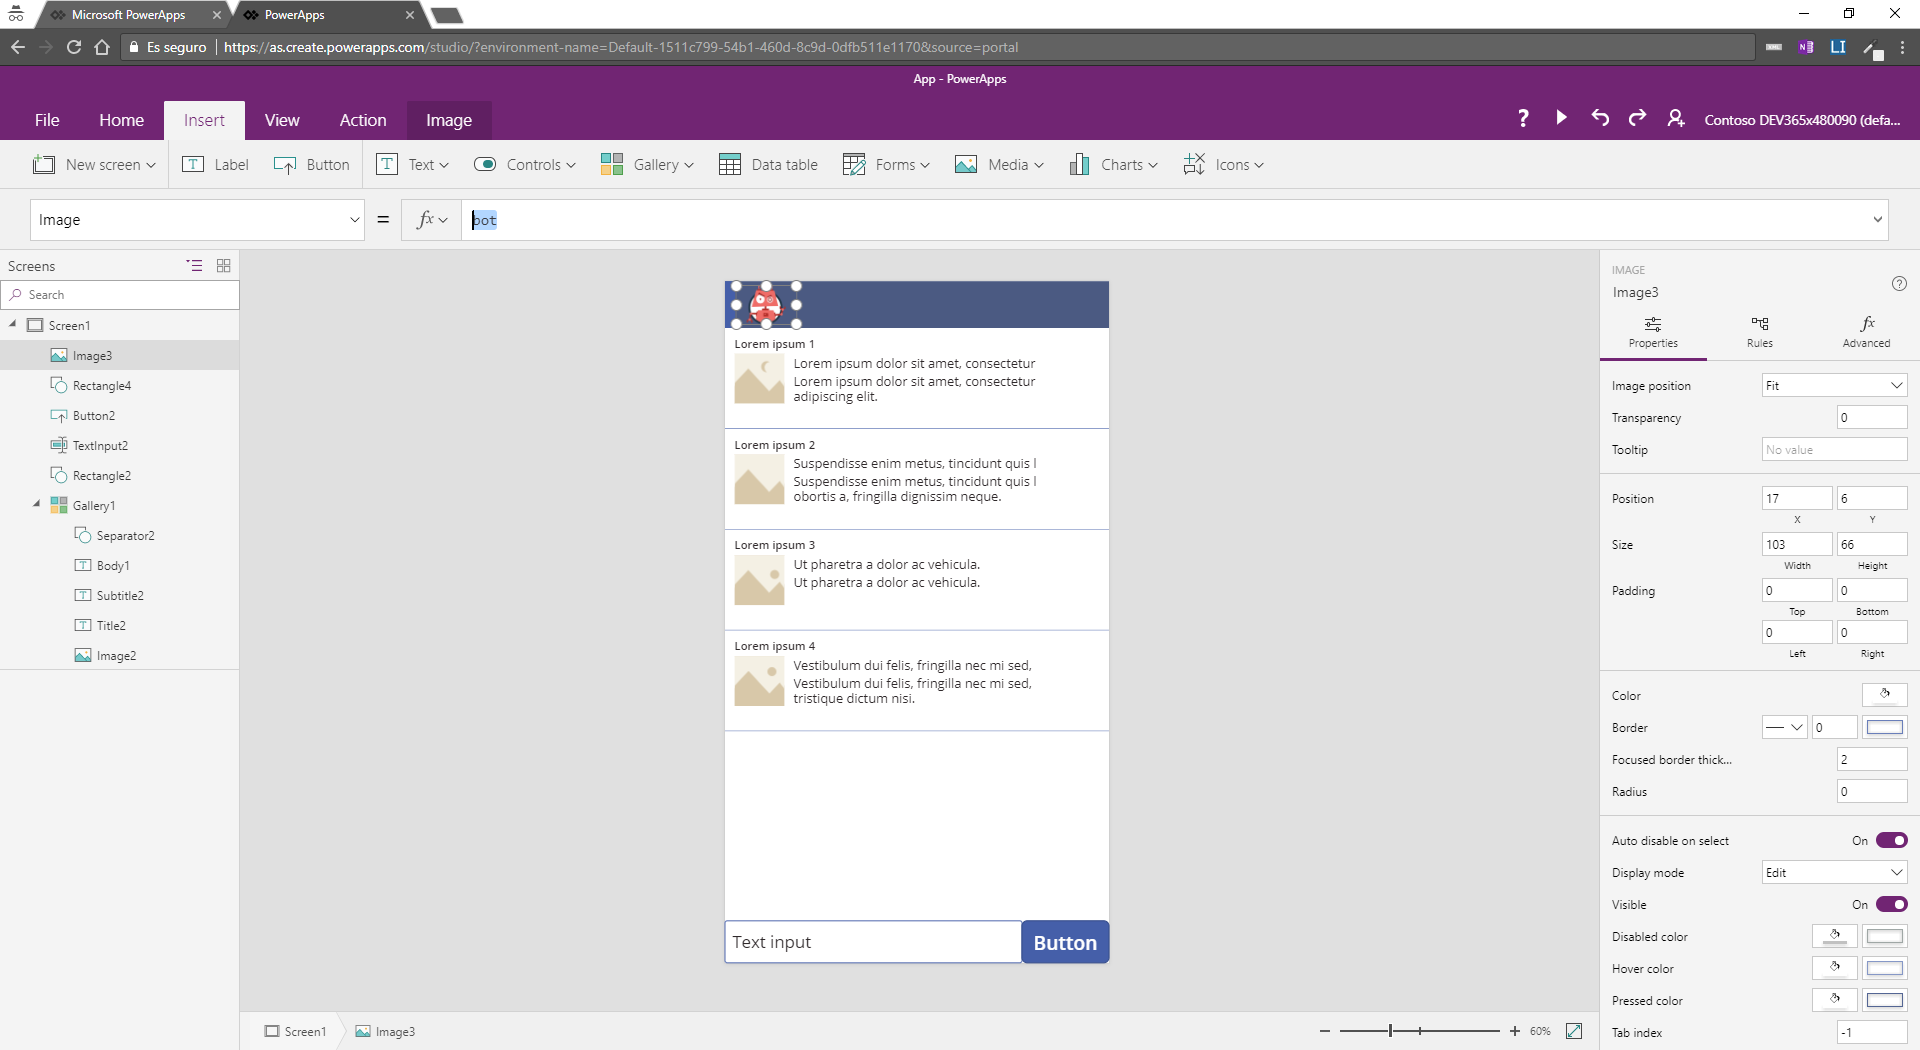 Microsoft PowerApps
PowerApps
Es seguro
https://as.create.powerapps.com/studio/?environment-name=Default-1511c799-54b1-460d-8c9d-0dfb511e1170&source=portal
App - PowerApps
File
Home
Insert
View
Action
Image
Contoso DEV365x480090 (defa...
New screen
Label
Button
Text
Controls
Gallery
Data table
Forms
Media
Charts
Icons
Image
=
fx
bot
Screens
Search
Screen1
Image3
Rectangle4
Button2
TextInput2
Rectangle2
Gallery1
Separator2
Body1
Subtitle2
Title2
Image2
Lorem ipsum 1
Lorem ipsum dolor sit amet, consectetur
Lorem ipsum dolor sit amet, consectetur
adipiscing elit.
Lorem ipsum 2
Suspendisse enim metus, tincidunt quis l
Suspendisse enim metus, tincidunt quis l
obortis a, fringilla dignissim neque.
Lorem ipsum 3
Ut pharetra a dolor ac vehicula.
Ut pharetra a dolor ac vehicula.
Lorem ipsum 4
Vestibulum dui felis, fringilla nec mi sed,
Vestibulum dui felis, fringilla nec mi sed,
tristique dictum nisi.
Text input
Button
Screen1
Image3
60%
IMAGE
Image3
Properties
Rules
Advanced
Image position
Fit
Transparency
0
Tooltip
No value
Position
17
6
X
Y
Size
103
66
Width
Height
Padding
0
0
Top
Bottom
0
0
Left
Right
Color
Border
0
Focused border thick...
2
Radius
0
Auto disable on select
On
Display mode
Edit
Visible
On
Disabled color
Hover color
Pressed color
Tab index
-1